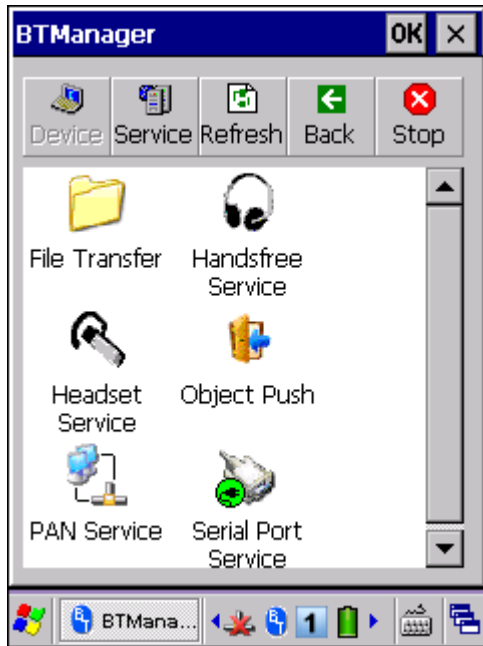 BTManager OK
Device Service Refresh Back Stop
File Transfer Handsfree
Service
Headset Object Push
Service
PAN Service Serial Port
Service
BTMana... 1